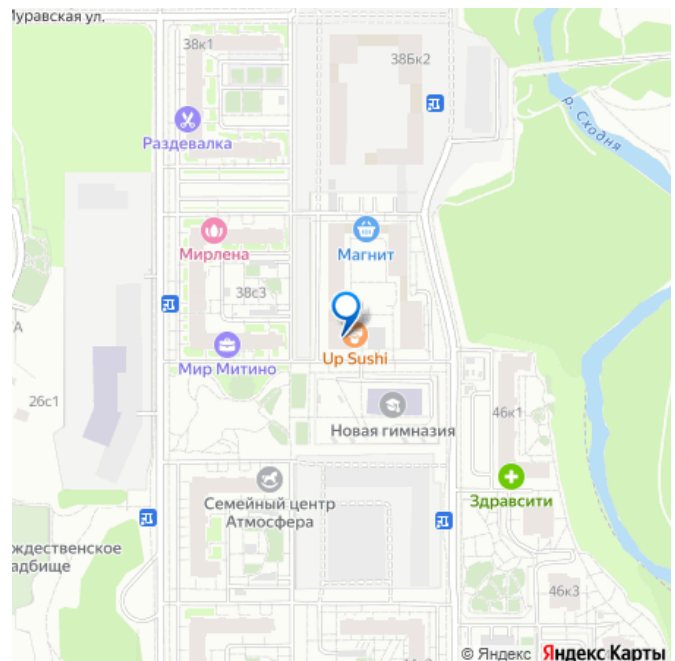 Муравская ул.
38к1
38Бк2
р. Сходня
Раздевалка
Мирлена
Магнит
38с3
Up Sushi
Мир Митино
26с1
Новая гимназия
46к1
Семейный центр
Атмосфера
Здравсити
ждественское
адбище
46к3
© Яндекс Яндекс Карты